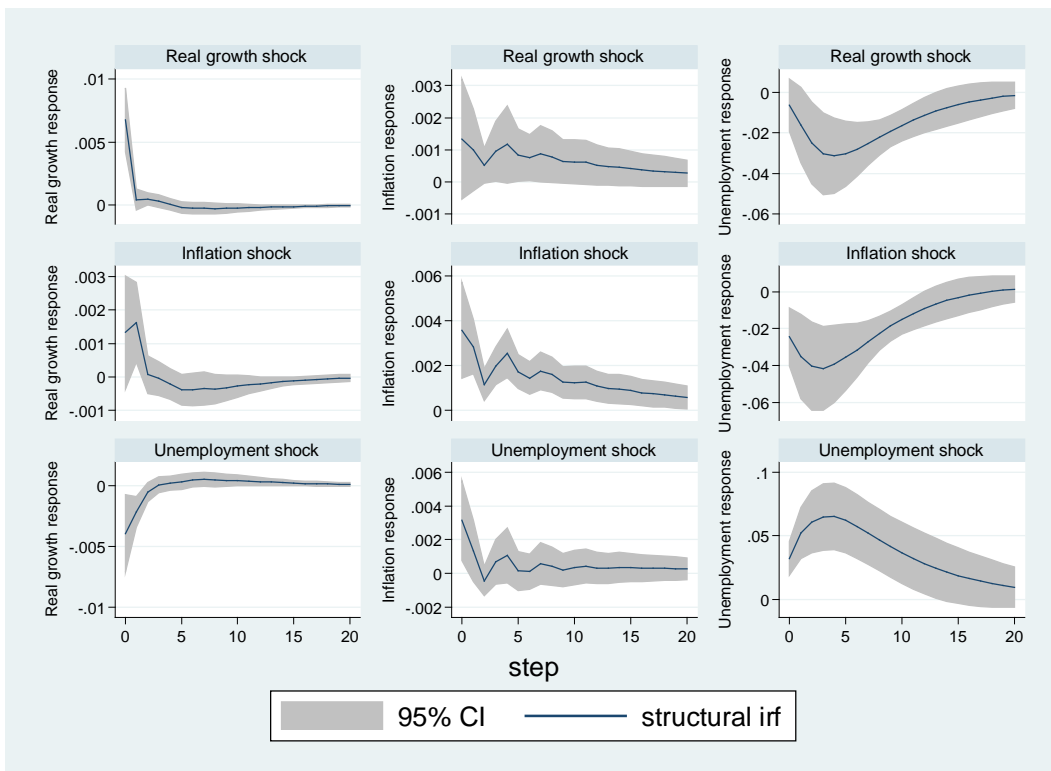 Real growth shock
Real growth shock
Real growth shock
Real growth response
.01
.005
0
Inflation response
.003
.002
.001
0
-.001
Unemployment response
0
-.02
-.04
-.06
Inflation shock
Inflation shock
Inflation shock
Real growth response
.003
.002
.001
0
-.001
Inflation response
.006
.004
.002
0
Unemployment response
0
-.02
-.04
-.06
Unemployment shock
Unemployment shock
Unemployment shock
Real growth response
0
-.005
-.01
0 5 10 15 20
Inflation response
.006
.004
.002
0
-.002
0 5 10 15 20
Unemployment response
.1
.05
0
0 5 10 15 20
step
95% CI
structural irf